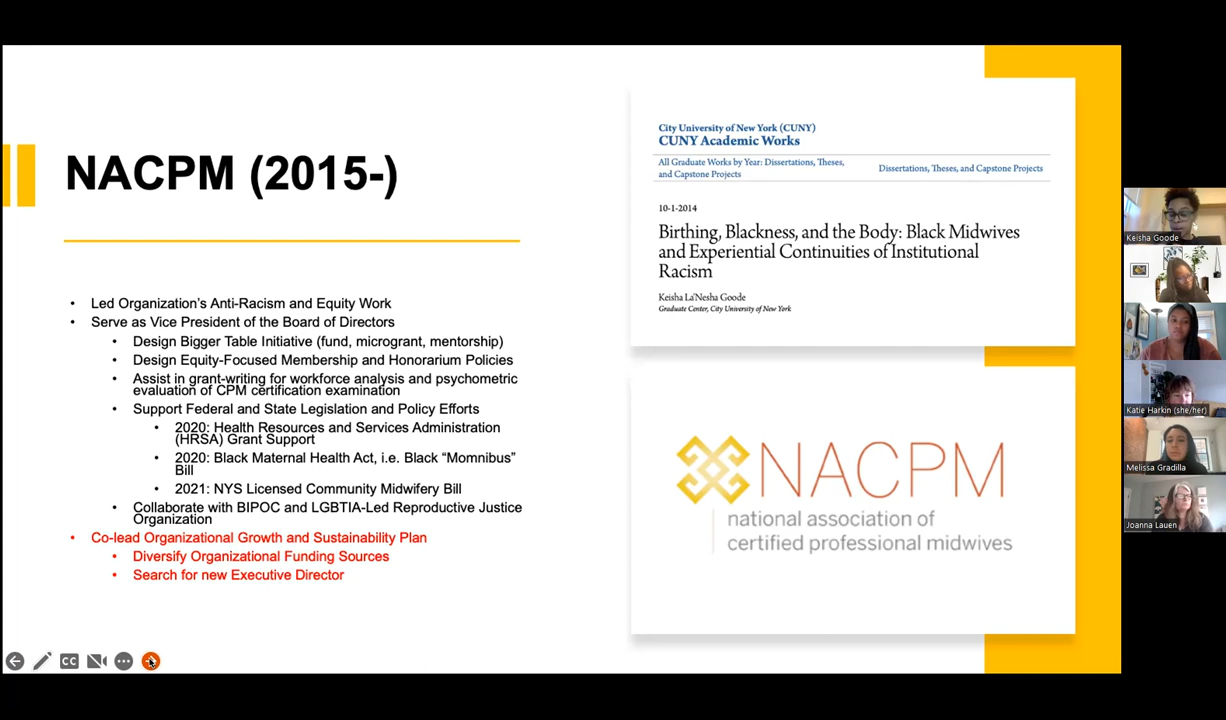 NACPM (2015-)
• Led Organization's Anti-Racism and Equity Work
• Serve as Vice President of the Board of Directors
• Design Bigger Table Initiative (fund, microgrant, mentorship)
• Design Equity-Focused Membership and Honorarium Policies
• Assist in grant-writing for workforce analysis and psychometric
evaluation of CPM certification examination
• Support Federal and State Legislation and Policy Efforts
• 2020: Health Resources and Services Administration
(HRSA) Grant Support
• 2020: Black Maternal Health Act, i.e. Black “Momnibus”
Bill
• 2021: NYS Licensed Community Midwifery Bill
• Collaborate with BIPOC and LGBTIA-Led Reproductive Justice
Organization
• Co-lead Organizational Growth and Sustainability Plan
• Diversify Organizational Funding Sources
• Search for new Executive Director
City University of New York (CUNY)
CUNY Academic Works
All Graduate Works by Year: Dissertations, Theses,
and Capstone Projects
Dissertations, Theses, and Capstone Projects
10-1-2014
Birthing, Blackness, and the Body: Black Midwives
and Experiential Continuities of Institutional
Racism
Keisha La'Nesha Goode
Graduate Center, City University of New York
NACPM
national association of
certified professional midwives
CC
Keisha Goode
Katie Harkin (she/her)
Melissa Gradilla
Joanna Lauen